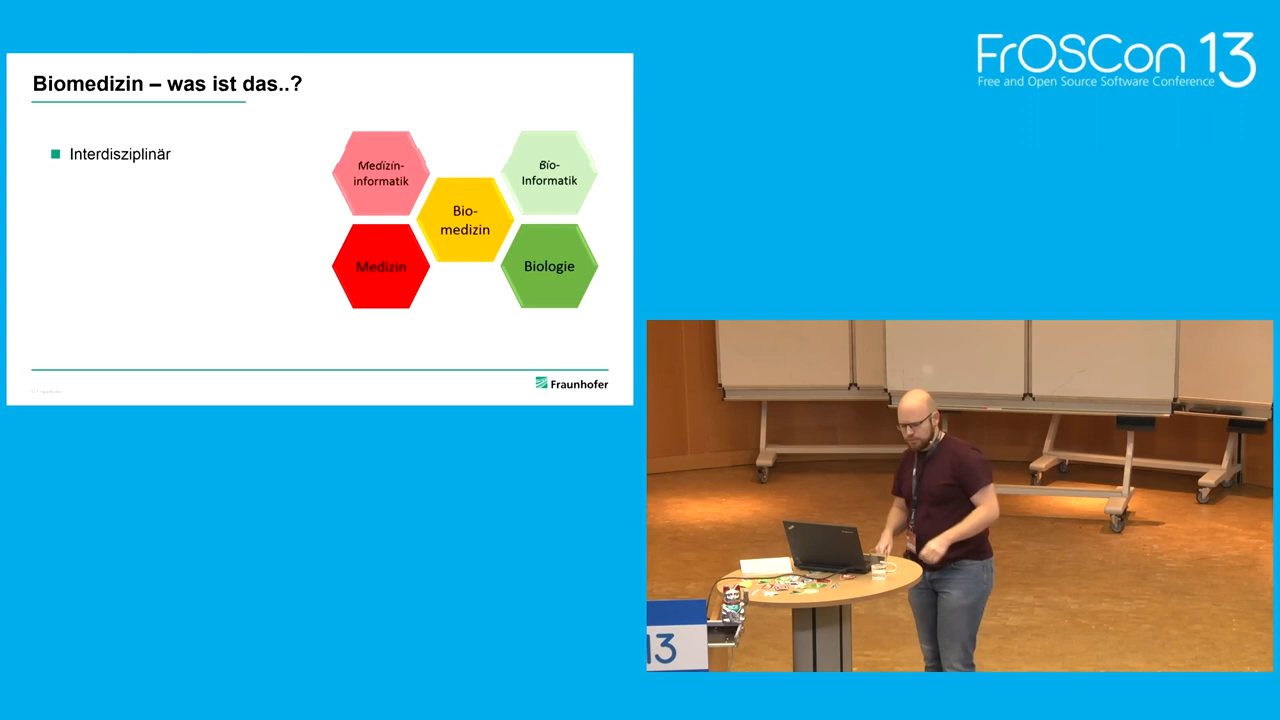 Biomedizin – was ist das..?
Interdisziplinär
Medizin-
informatik
Bio-
Informatik
Bio-
medizin
Medizin
Biologie
Fraunhofer
FrOSCon 13
Free and Open Source Software Conference
13